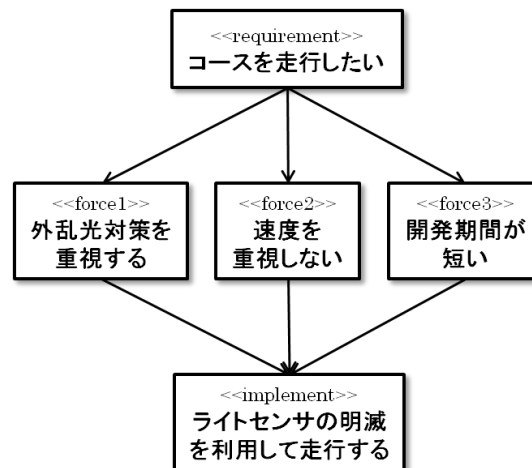 <<requirement>>
コースを走行したい
<<force1>>
外乱光対策を
重視する
<<force2>>
速度を
重視しない
<<force3>>
開発期間が
短い
<<implement>>
ライトセンサの明滅
を利用して走行する